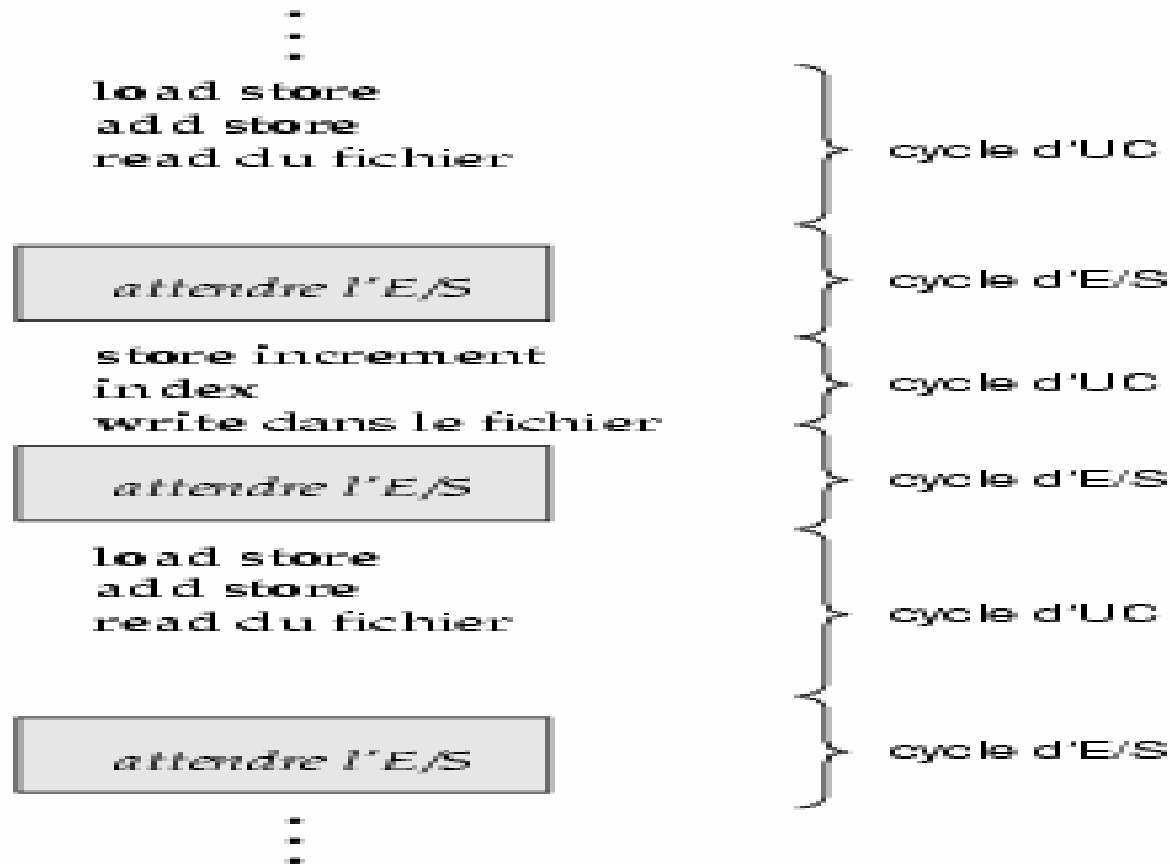 load store
add store
read du fichier
cycle d'UC
attendre l'E/S
cycle d'E/S
store increment
index
write dans le fichier
cycle d'UC
attendre l'E/S
cycle d'E/S
load store
add store
read du fichier
cycle d'UC
attendre l'E/S
cycle d'E/S